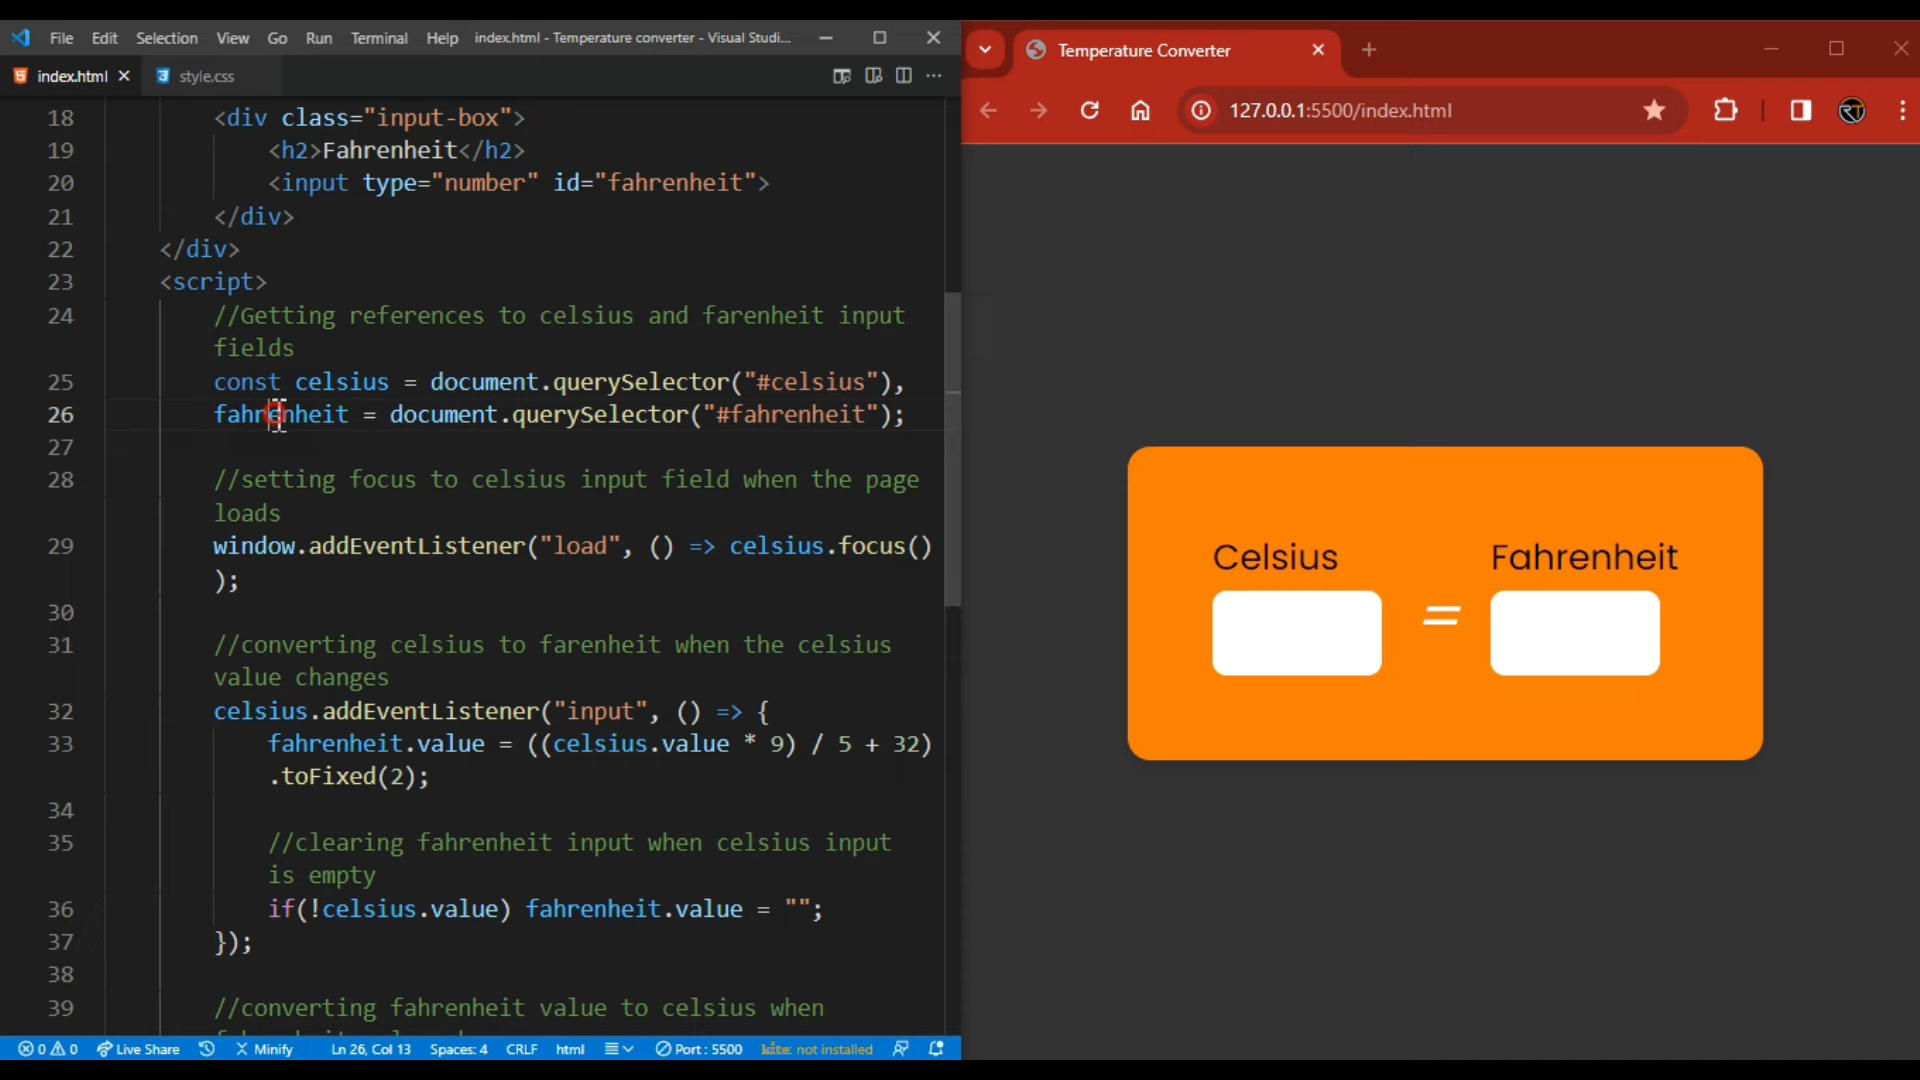 File Edit Selection View Go Run Terminal Help index.html - Temperature converter - Visual Studi...
index.html style.css
18 <div class="input-box">
19 <h2>Fahrenheit</h2>
20 <input type="number" id="fahrenheit">
21 </div>
22 </div>
23 <script>
24 //Getting references to celsius and farenheit input
fields
25 const celsius = document.querySelector("#celsius"),
26 fahrenheit = document.querySelector("#fahrenheit");
27
28 //setting focus to celsius input field when the page
loads
29 window.addEventListener("load", () => celsius.focus()
);
30
31 //converting celsius to farenheit when the celsius
value changes
32 celsius.addEventListener("input", () => {
33 fahrenheit.value = ((celsius.value * 9) / 5 + 32)
.toFixed(2);
34
35 //clearing fahrenheit input when celsius input
is empty
36 if(!celsius.value) fahrenheit.value = "";
37 });
38
39 //converting fahrenheit value to celsius when
0 0 Live Share Minify Ln 26, Col 13 Spaces: 4 CRLF html Port : 5500 kite: not installed
Temperature Converter
127.0.0.1:5500/index.html
RT
Celsius
=
Fahrenheit